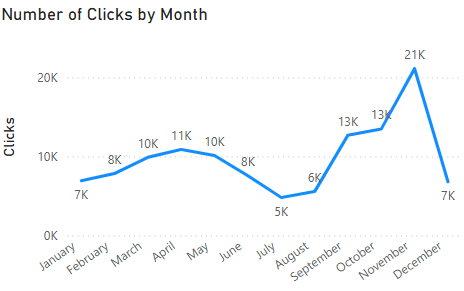 Number of Clicks by Month
Clicks
20K
10K
0K
7K
8K
10K
11K
10K
8K
5K
6K
13K
13K
21K
7K
January
February
March
April
May
June
July
August
September
October
November
December